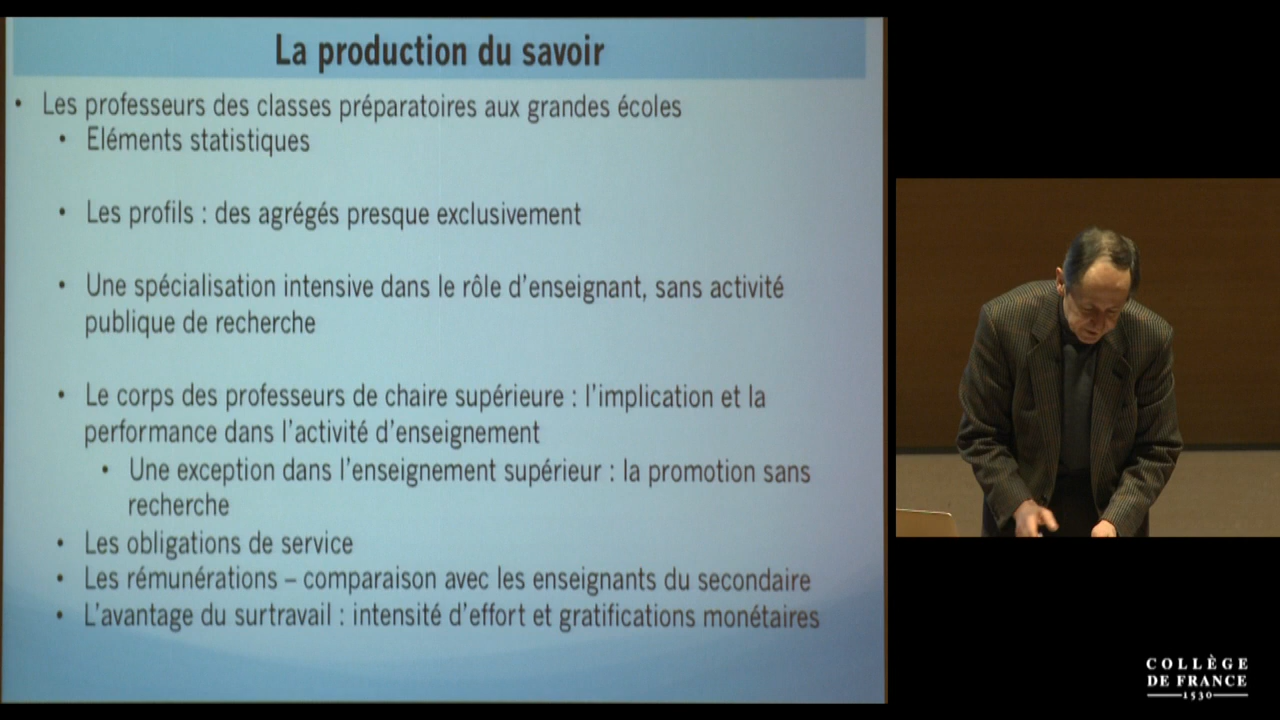 La production du savoir
• Les professeurs des classes préparatoires aux grandes écoles
• Eléments statistiques
• Les profils : des agrégés presque exclusivement
• Une spécialisation intensive dans le rôle d'enseignant, sans activité
publique de recherche
• Le corps des professeurs de chaire supérieure : l'implication et la
performance dans l'activité d'enseignement
• Une exception dans l'enseignement supérieur : la promotion sans
recherche
• Les obligations de service
• Les rémunérations – comparaison avec les enseignants du secondaire
• L'avantage du surtravail : intensité d'effort et gratifications monétaires
COLLÈGE
DE FRANCE
1530